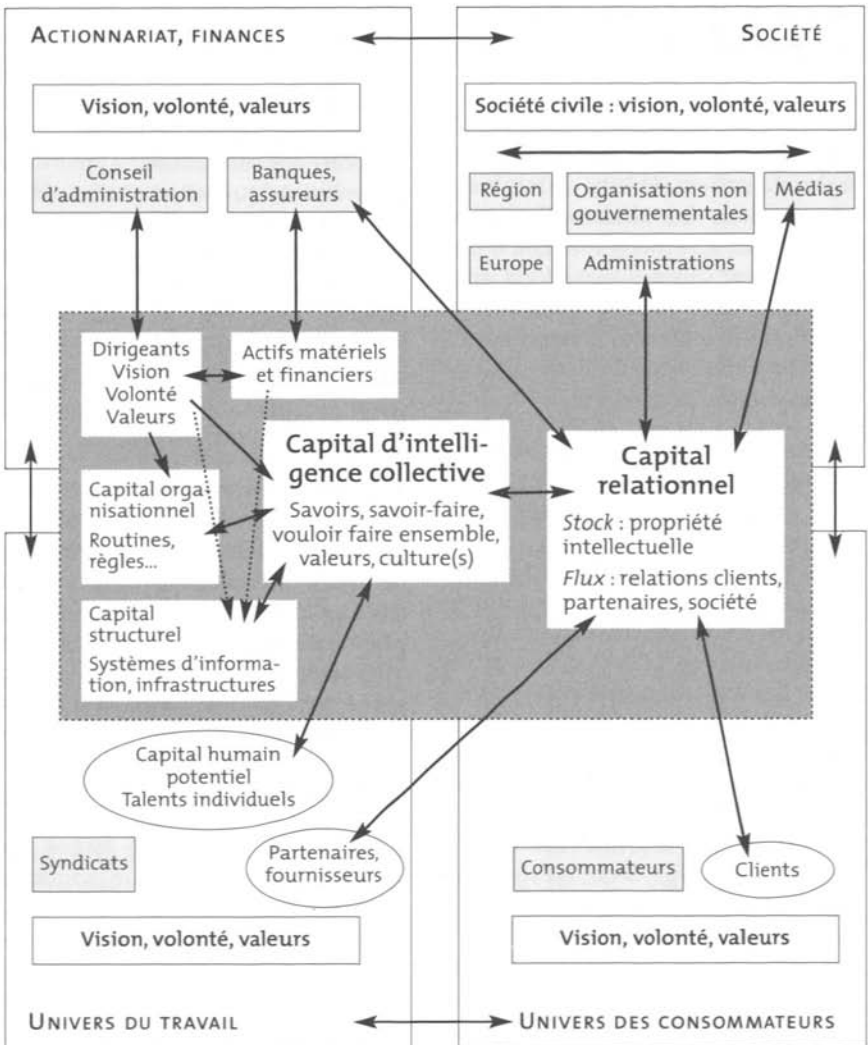 ACTIONNARIAT, FINANCES
SOCIÉTÉ
Vision, volonté, valeurs
Société civile : vision, volonté, valeurs
Conseil
d'administration
Banques,
assureurs
Région
Organisations non
gouvernementales
Médias
Europe
Administrations
Dirigeants
Vision
Volonté
Valeurs
Actifs matériels
et financiers
Capital d'intelli-
gence collective
Savoirs, savoir-faire,
vouloir faire ensemble,
valeurs, culture(s)
Capital
relationnel
Stock : propriété
intellectuelle
Flux : relations clients,
partenaires, société
Capital orga-
nisationnel
Routines,
règles...
Capital
structurel
Systèmes d'informa-
tion, infrastructures
Capital humain
potentiel
Talents individuels
Syndicats
Partenaires,
fournisseurs
Consommateurs
Clients
Vision, volonté, valeurs
Vision, volonté, valeurs
UNIVERS DU TRAVAIL
UNIVERS DES CONSOMMATEURS